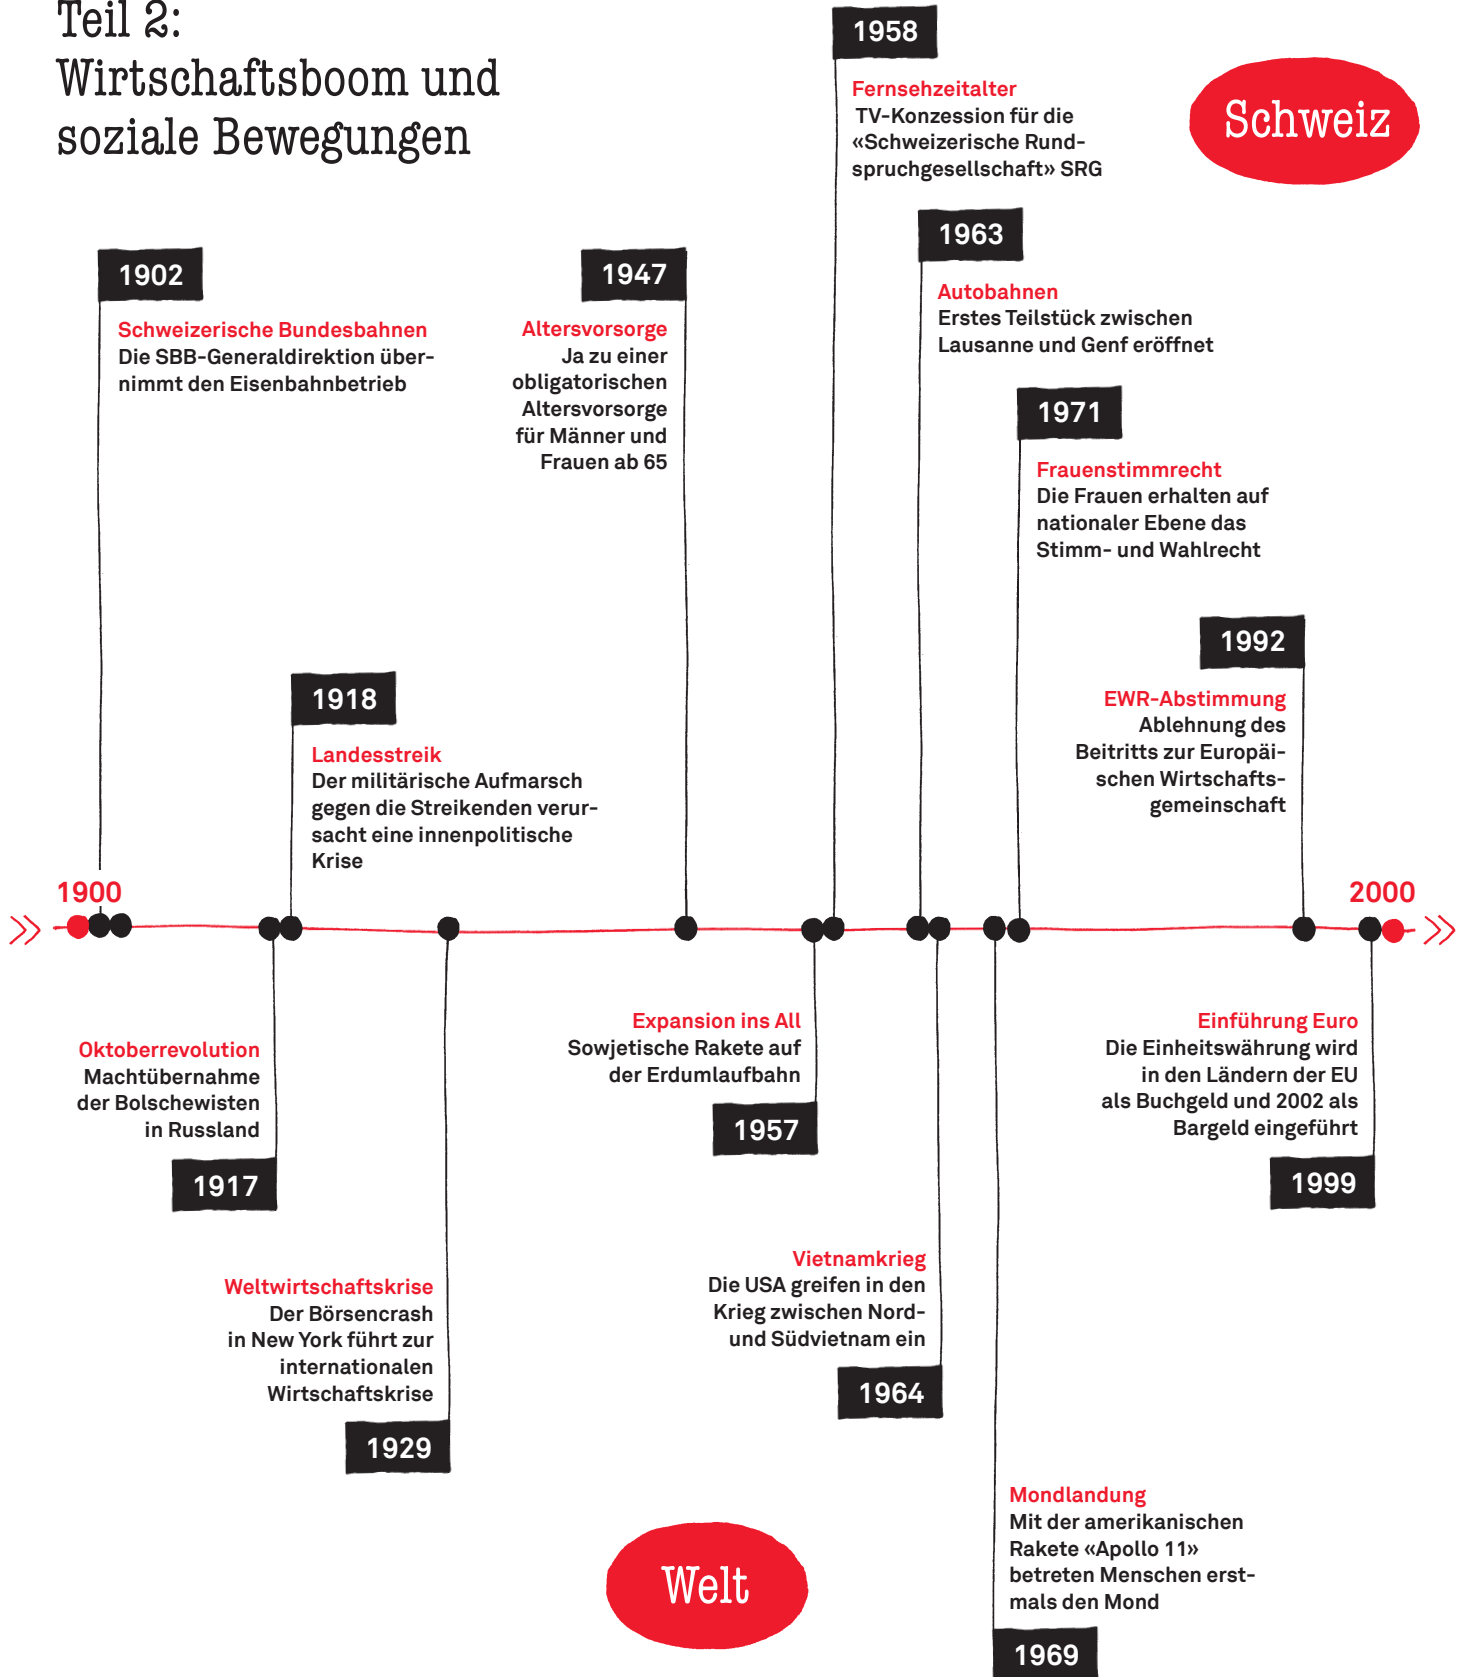 Teil 2:
Wirtschaftsboom und
soziale Bewegungen
Schweiz
1958
Fernsehzeitalter
TV-Konzession für die
«Schweizerische Rund-
spruchgesellschaft» SRG
1963
Autobahnen
Erstes Teilstück zwischen
Lausanne und Genf eröffnet
1902
Schweizerische Bundesbahnen
Die SBB-Generaldirektion über-
nimmt den Eisenbahnbetrieb
1947
Altersvorsorge
Ja zu einer
obligatorischen
Altersvorsorge
für Männer und
Frauen ab 65
1971
Frauenstimmrecht
Die Frauen erhalten auf
nationaler Ebene das
Stimm- und Wahlrecht
1992
EWR-Abstimmung
Ablehnung des
Beitritts zur Europäi-
schen Wirtschafts-
gemeinschaft
1918
Landesstreik
Der militärische Aufmarsch
gegen die Streikenden verur-
sacht eine innenpolitische
Krise
1900
2000
Oktoberrevolution
Machtübernahme
der Bolschewisten
in Russland
1917
Expansion ins All
Sowjetische Rakete auf
der Erdumlaufbahn
1957
Einführung Euro
Die Einheitswährung wird
in den Ländern der EU
als Buchgeld und 2002 als
Bargeld eingeführt
1999
Weltwirtschaftskrise
Der Börsencrash
in New York führt zur
internationalen
Wirtschaftskrise
1929
Vietnamkrieg
Die USA greifen in den
Krieg zwischen Nord-
und Südvietnam ein
1964
Mondlandung
Mit der amerikanischen
Rakete «Apollo 11»
betreten Menschen erst-
mals den Mond
1969
Welt